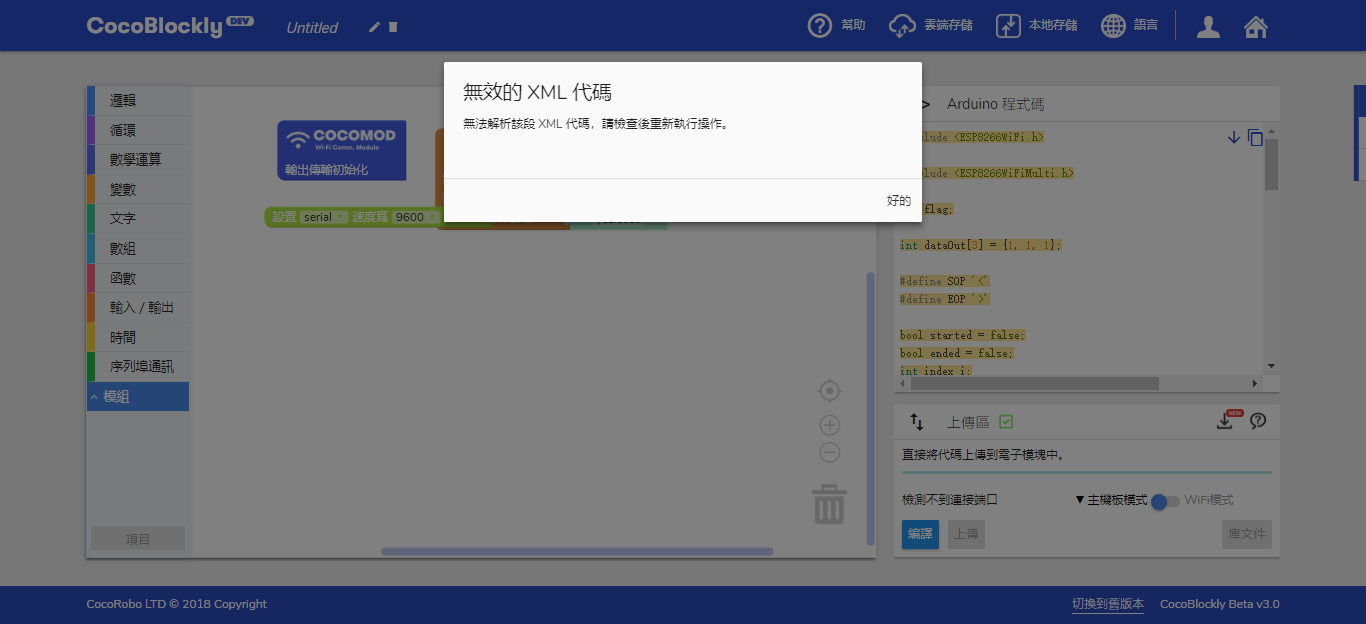 CocoBlockly DEV
Untitled
幫助
雲端存儲
本地存儲
語言
無效的 XML 代碼
無法解析該段 XML 代碼，請檢查後重新執行操作。
好的
邏輯
循環
數學運算
變數
文字
數組
函數
輸入 / 輸出
時間
序列埠通訊
模組
項目
COCOMOD
Wi-Fi Comm. Module
輸出傳輸初始化
設置 serial 速度爲 9600
> Arduino 程式碼
lude <ESP8266WiFi.h>
lude <ESP8266WiFiMulti.h>
flag;
int dataOut[3] = {1, 1, 1};
#define SOP '<'
#define EOP '>'
bool started = false;
bool ended = false;
int index_i;
上傳區
NEW
直接將代碼上傳到電子模塊中。
檢測不到連接端口
▼主機板模式
WiFi模式
編譯
上傳
庫文件
CocoRobo LTD © 2018 Copyright
切換到舊版本
CocoBlockly Beta v3.0